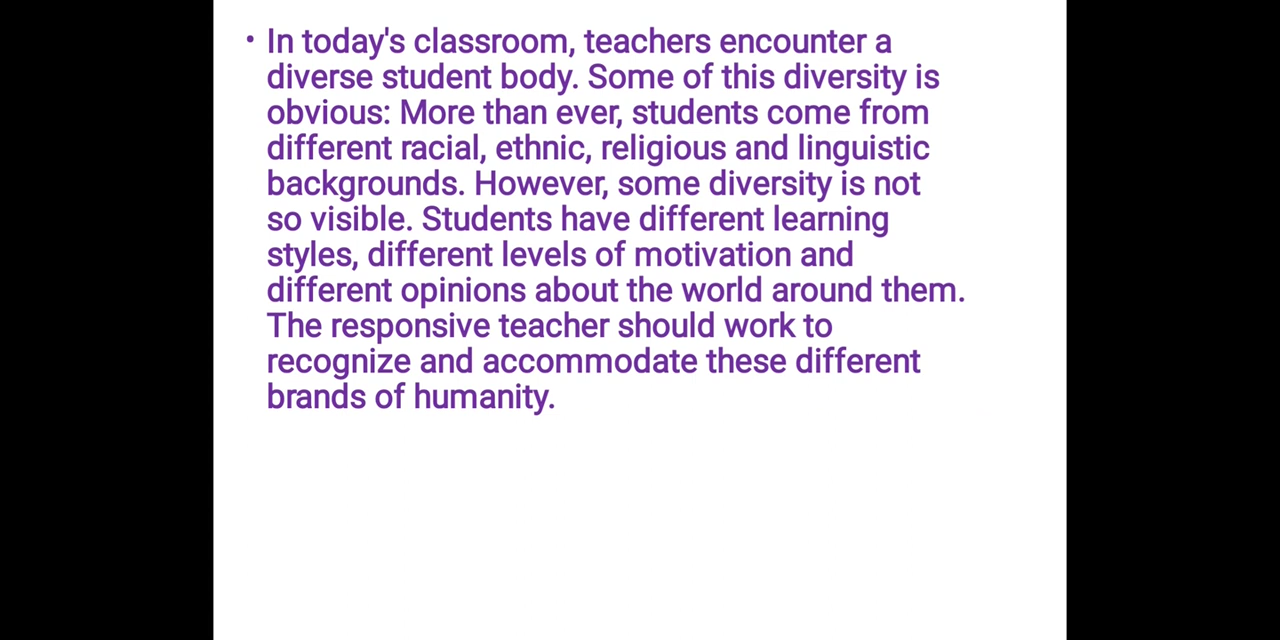 • In today's classroom, teachers encounter a
diverse student body. Some of this diversity is
obvious: More than ever, students come from
different racial, ethnic, religious and linguistic
backgrounds. However, some diversity is not
so visible. Students have different learning
styles, different levels of motivation and
different opinions about the world around them.
The responsive teacher should work to
recognize and accommodate these different
brands of humanity.